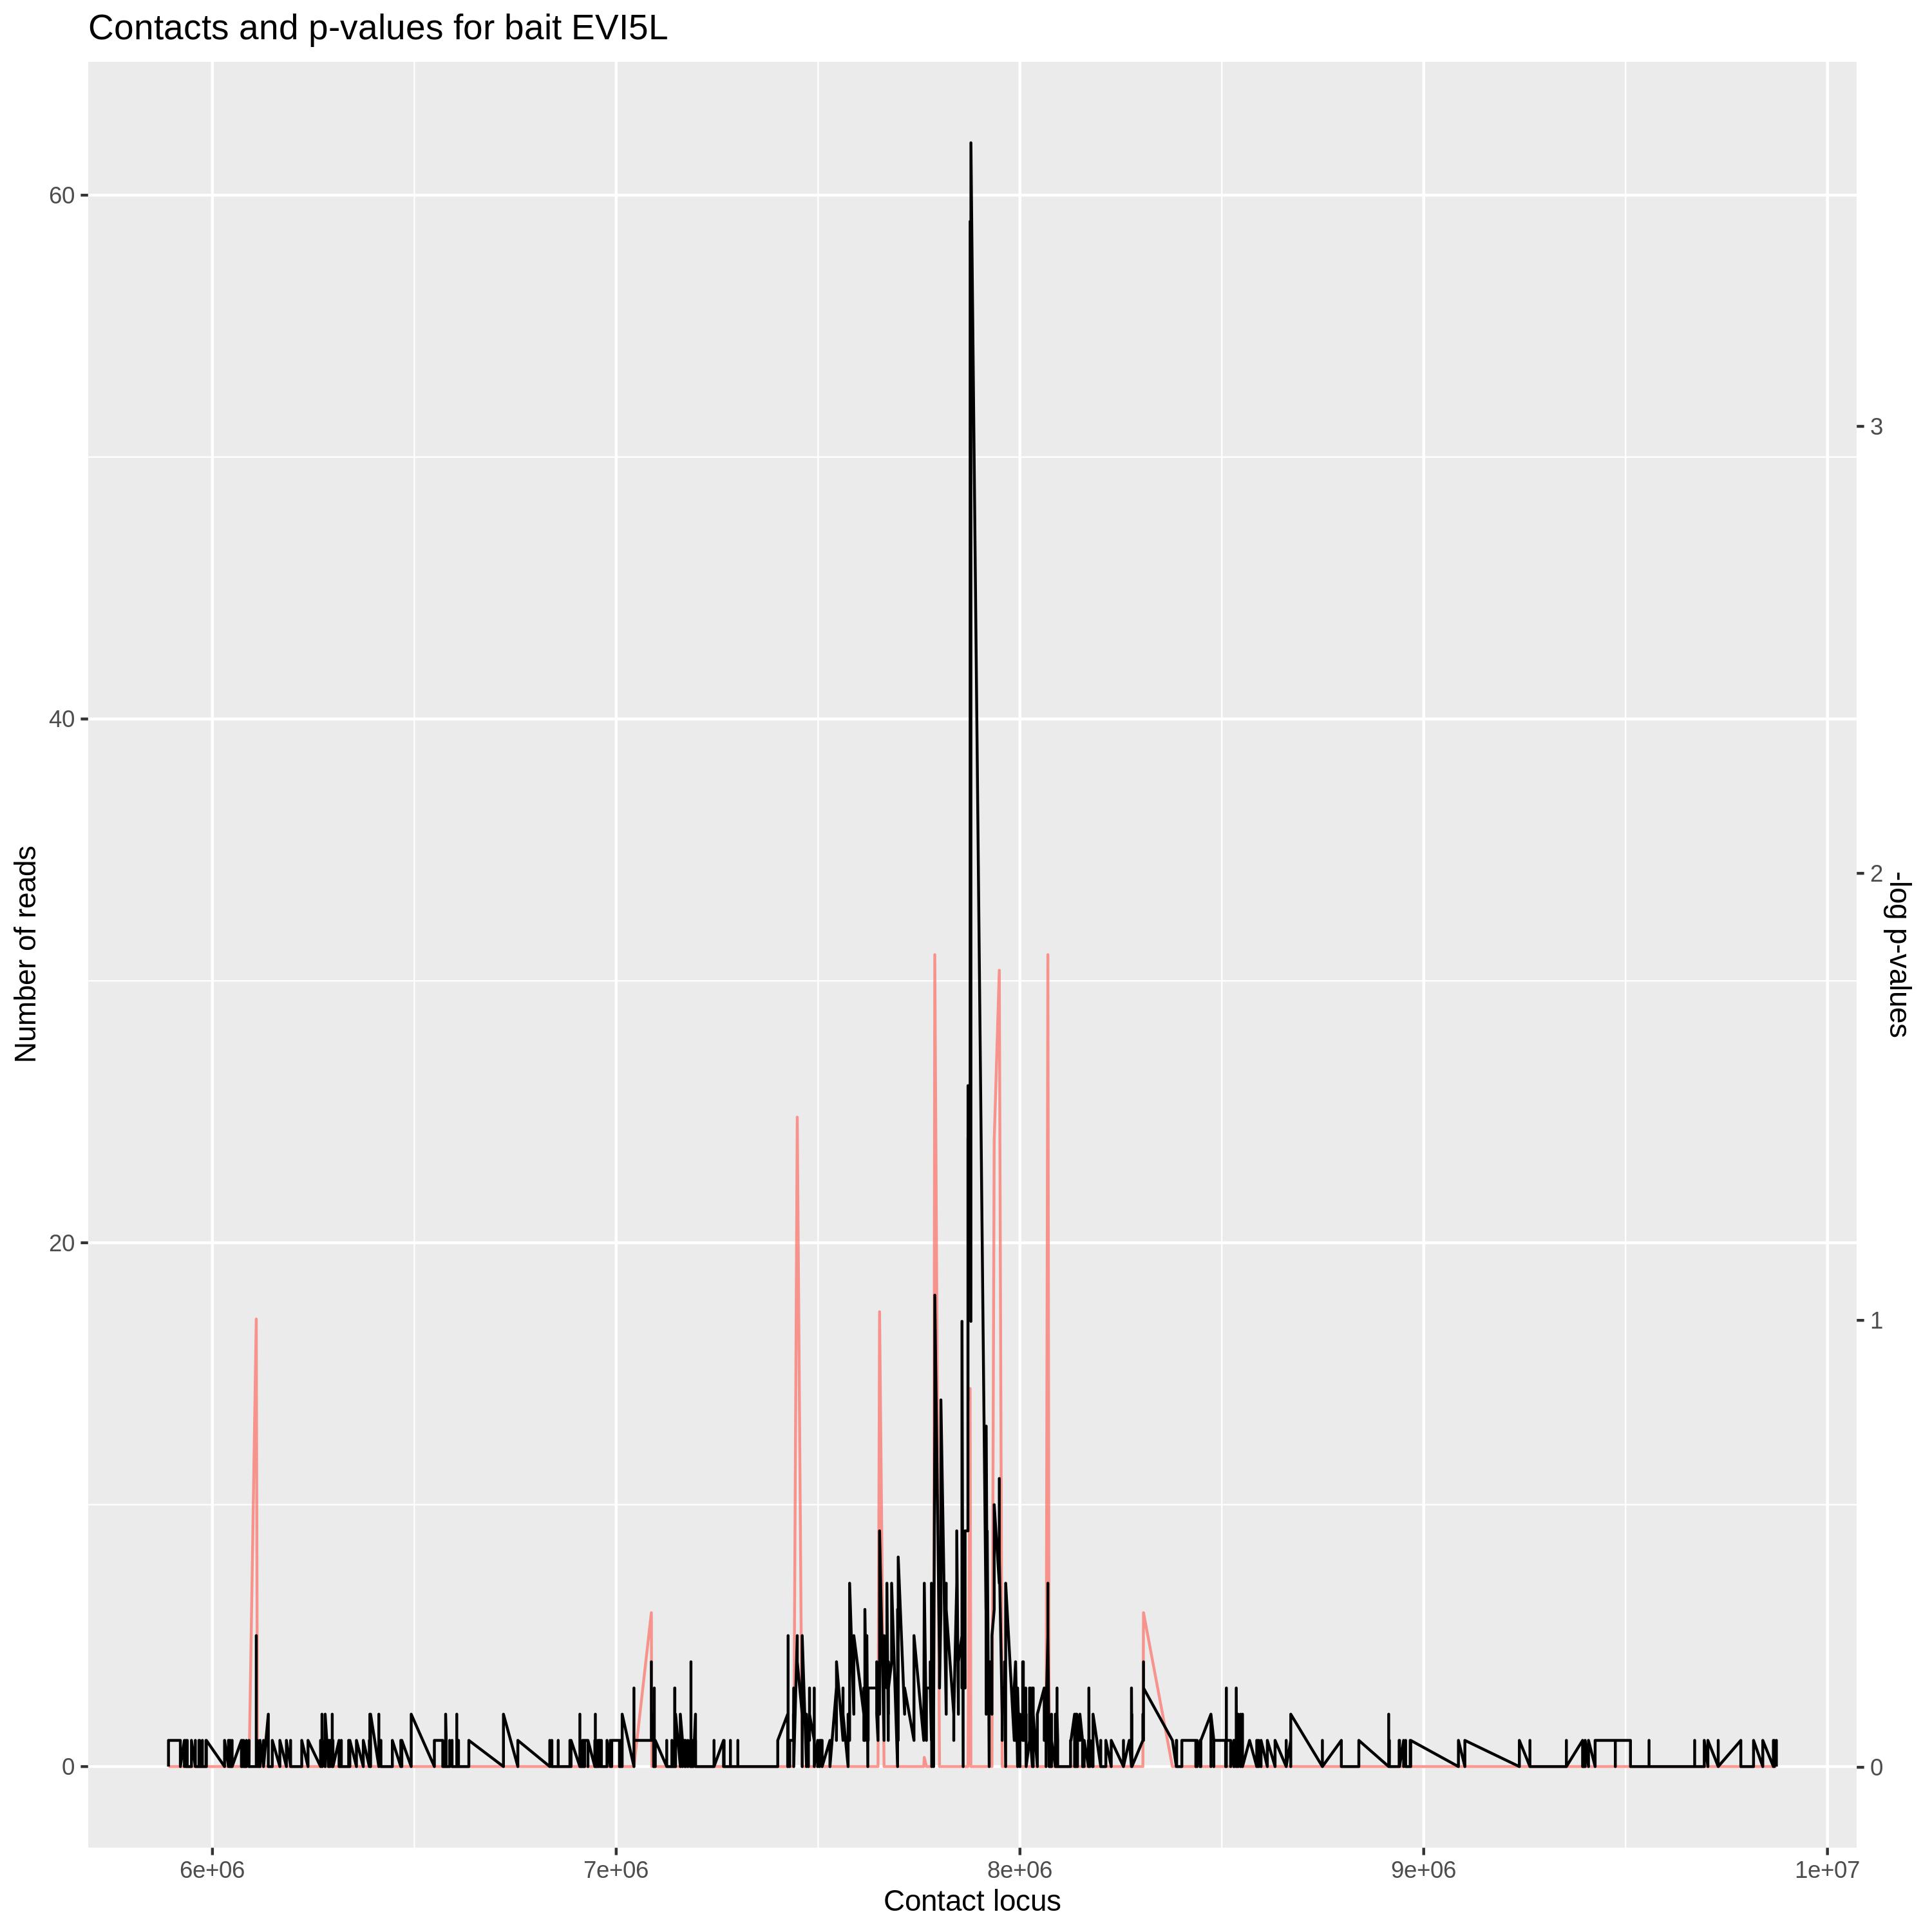 Contacts and p-values for bait EVI5L
60
40
20
0
Number of reads
3
2
1
0
-log p-values
6e+06
7e+06
8e+06
9e+06
1e+07
Contact locus